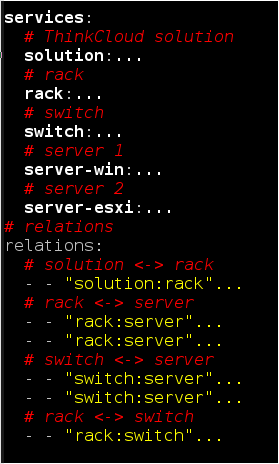 services:
  # ThinkCloud solution
  solution:...
  # rack
  rack:...
  # switch
  switch:...
  # server 1
  server-win:...
  # server 2
  server-esxi:...
# relations
relations:
  # solution <-> rack
  - - "solution:rack"...
  # rack <-> server
  - - "rack:server"...
  - - "rack:server"...
  # switch <-> server
  - - "switch:server"...
  - - "switch:server"...
  # rack <-> switch
  - - "rack:switch"...